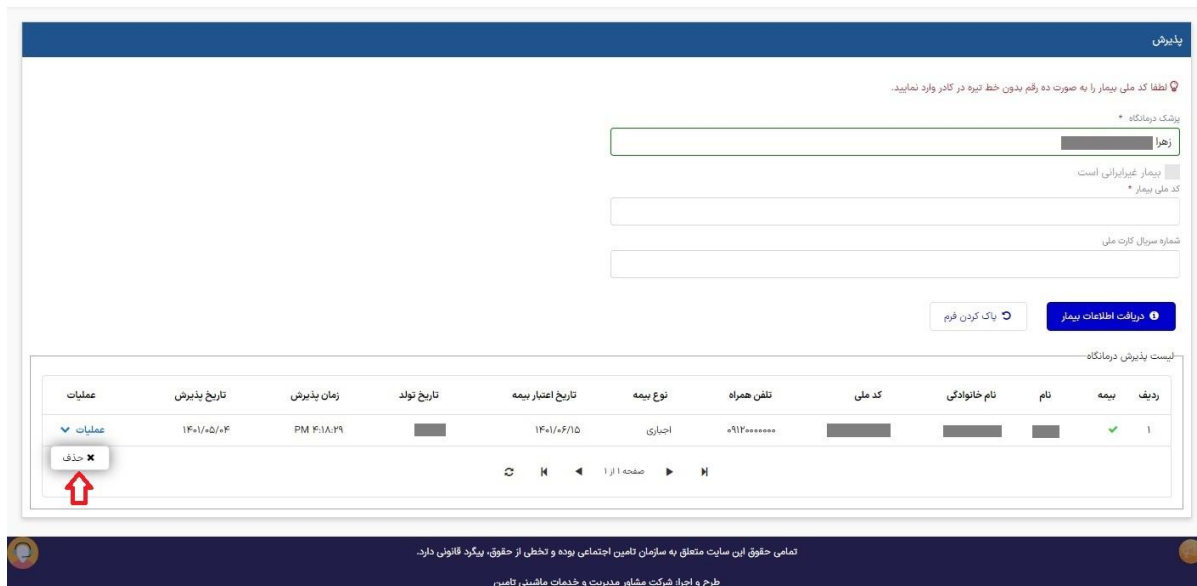 پذیرش
لطفا کد ملی بیمار را به صورت ده رقم بدون خط تیره در کادر وارد نمایید.
پزشک درمانگاه *
زهرا
بیمار غیرایرانی است
کد ملی بیمار *
شماره سریال کارت ملی
دریافت اطلاعات بیمار پاک کردن فرم
لیست پذیرش درمانگاه
ردیف بیمه نام نام خانوادگی کد ملی تلفن همراه نوع بیمه تاریخ اعتبار بیمه تاریخ تولد زمان پذیرش تاریخ پذیرش عملیات
۱ ۰۹۱۲۰۰۰۰۰۰۰ اجباری ۱۴۰۱/۰۶/۱۵ PM ۴:۱۸:۲۹ ۱۴۰۱/۰۵/۰۴ عملیات
حذف
صفحه ۱ از ۱
تمامی حقوق این سایت متعلق به سازمان تامین اجتماعی بوده و تخطی از حقوق، پیگرد قانونی دارد.
طرح و اجرا: شرکت مشاور مدیریت و خدمات ماشینی تامین